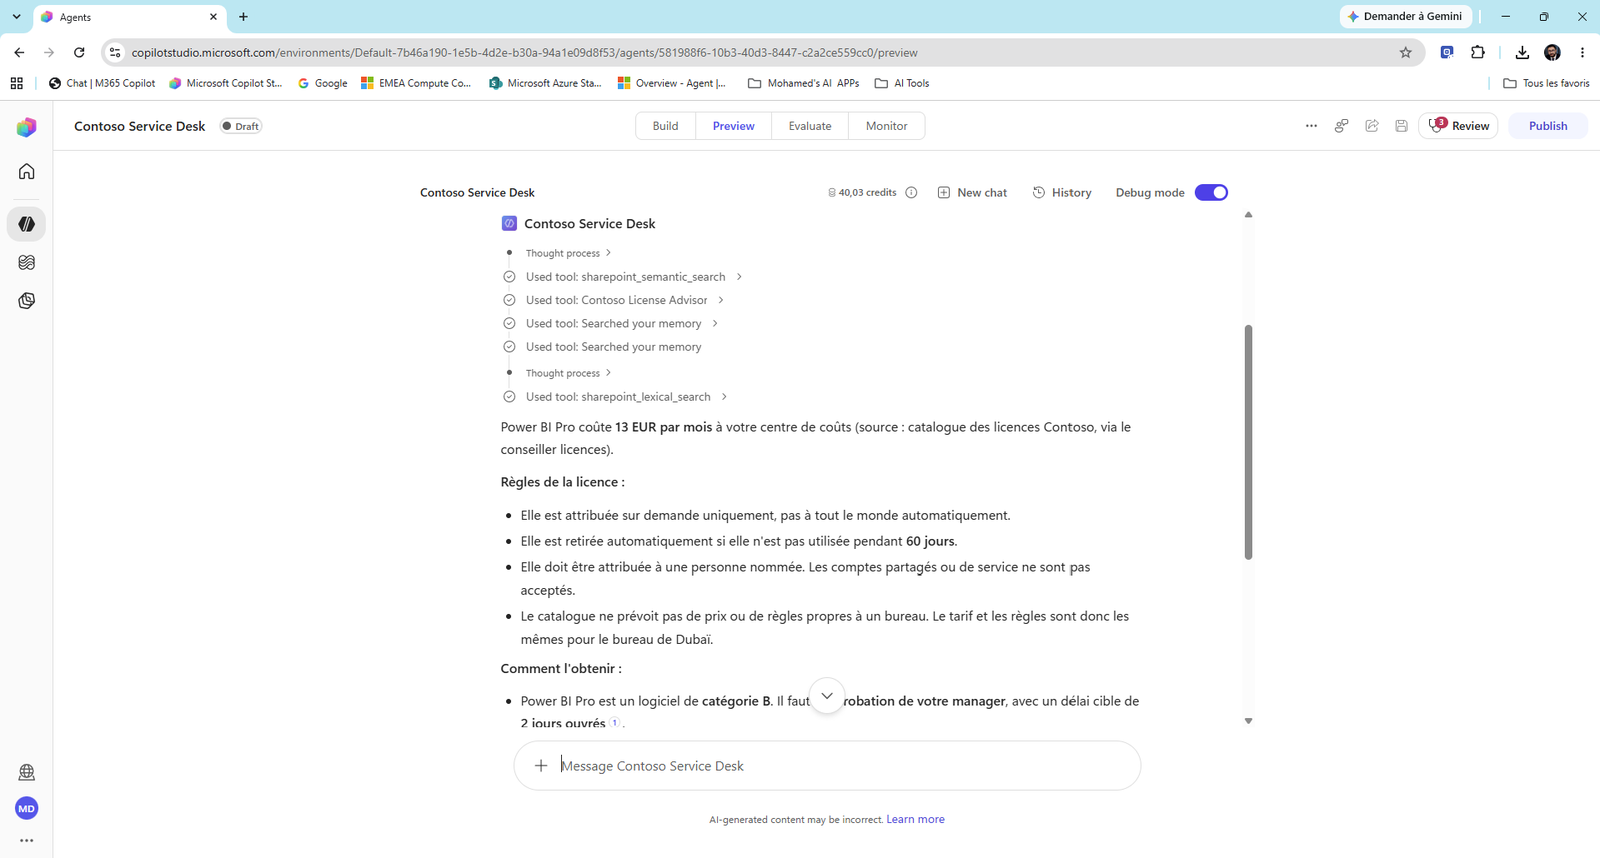 Agents
Demander à Gemini
copilotstudio.microsoft.com/environments/Default-7b46a190-1e5b-4d2e-b30a-94a1e09d8f53/agents/581988f6-10b3-40d3-8447-c2a2ce559cc0/preview
Chat | M365 Copilot
Microsoft Copilot St...
Google
EMEA Compute Co...
Microsoft Azure Sta...
Overview - Agent |...
Mohamed's AI APPs
AI Tools
Tous les favoris
Contoso Service Desk
Draft
Build
Preview
Evaluate
Monitor
3
Review
Publish
Contoso Service Desk
40,03 credits
New chat
History
Debug mode
Contoso Service Desk
Thought process
Used tool: sharepoint_semantic_search
Used tool: Contoso License Advisor
Used tool: Searched your memory
Used tool: Searched your memory
Thought process
Used tool: sharepoint_lexical_search
Power BI Pro coûte 13 EUR par mois à votre centre de coûts (source : catalogue des licences Contoso, via le
conseiller licences).
Règles de la licence :
• Elle est attribuée sur demande uniquement, pas à tout le monde automatiquement.
• Elle est retirée automatiquement si elle n'est pas utilisée pendant 60 jours.
• Elle doit être attribuée à une personne nommée. Les comptes partagés ou de service ne sont pas
acceptés.
• Le catalogue ne prévoit pas de prix ou de règles propres à un bureau. Le tarif et les règles sont donc les
mêmes pour le bureau de Dubaï.
Comment l'obtenir :
• Power BI Pro est un logiciel de catégorie B. Il faut robation de votre manager, avec un délai cible de
2 jours ouvrés 1 .
Message Contoso Service Desk
AI-generated content may be incorrect. Learn more
MD